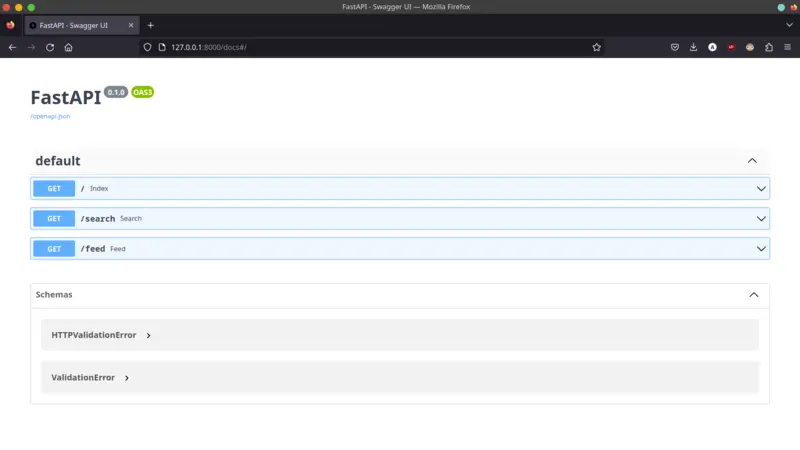 FastAPI - Swagger UI — Mozilla Firefox
FastAPI - Swagger UI
127.0.0.1:8000/docs#/
FastAPI 0.1.0 OAS3
/openapi.json
default
GET / Index
GET /search Search
GET /feed Feed
Schemas
HTTPValidationError
ValidationError